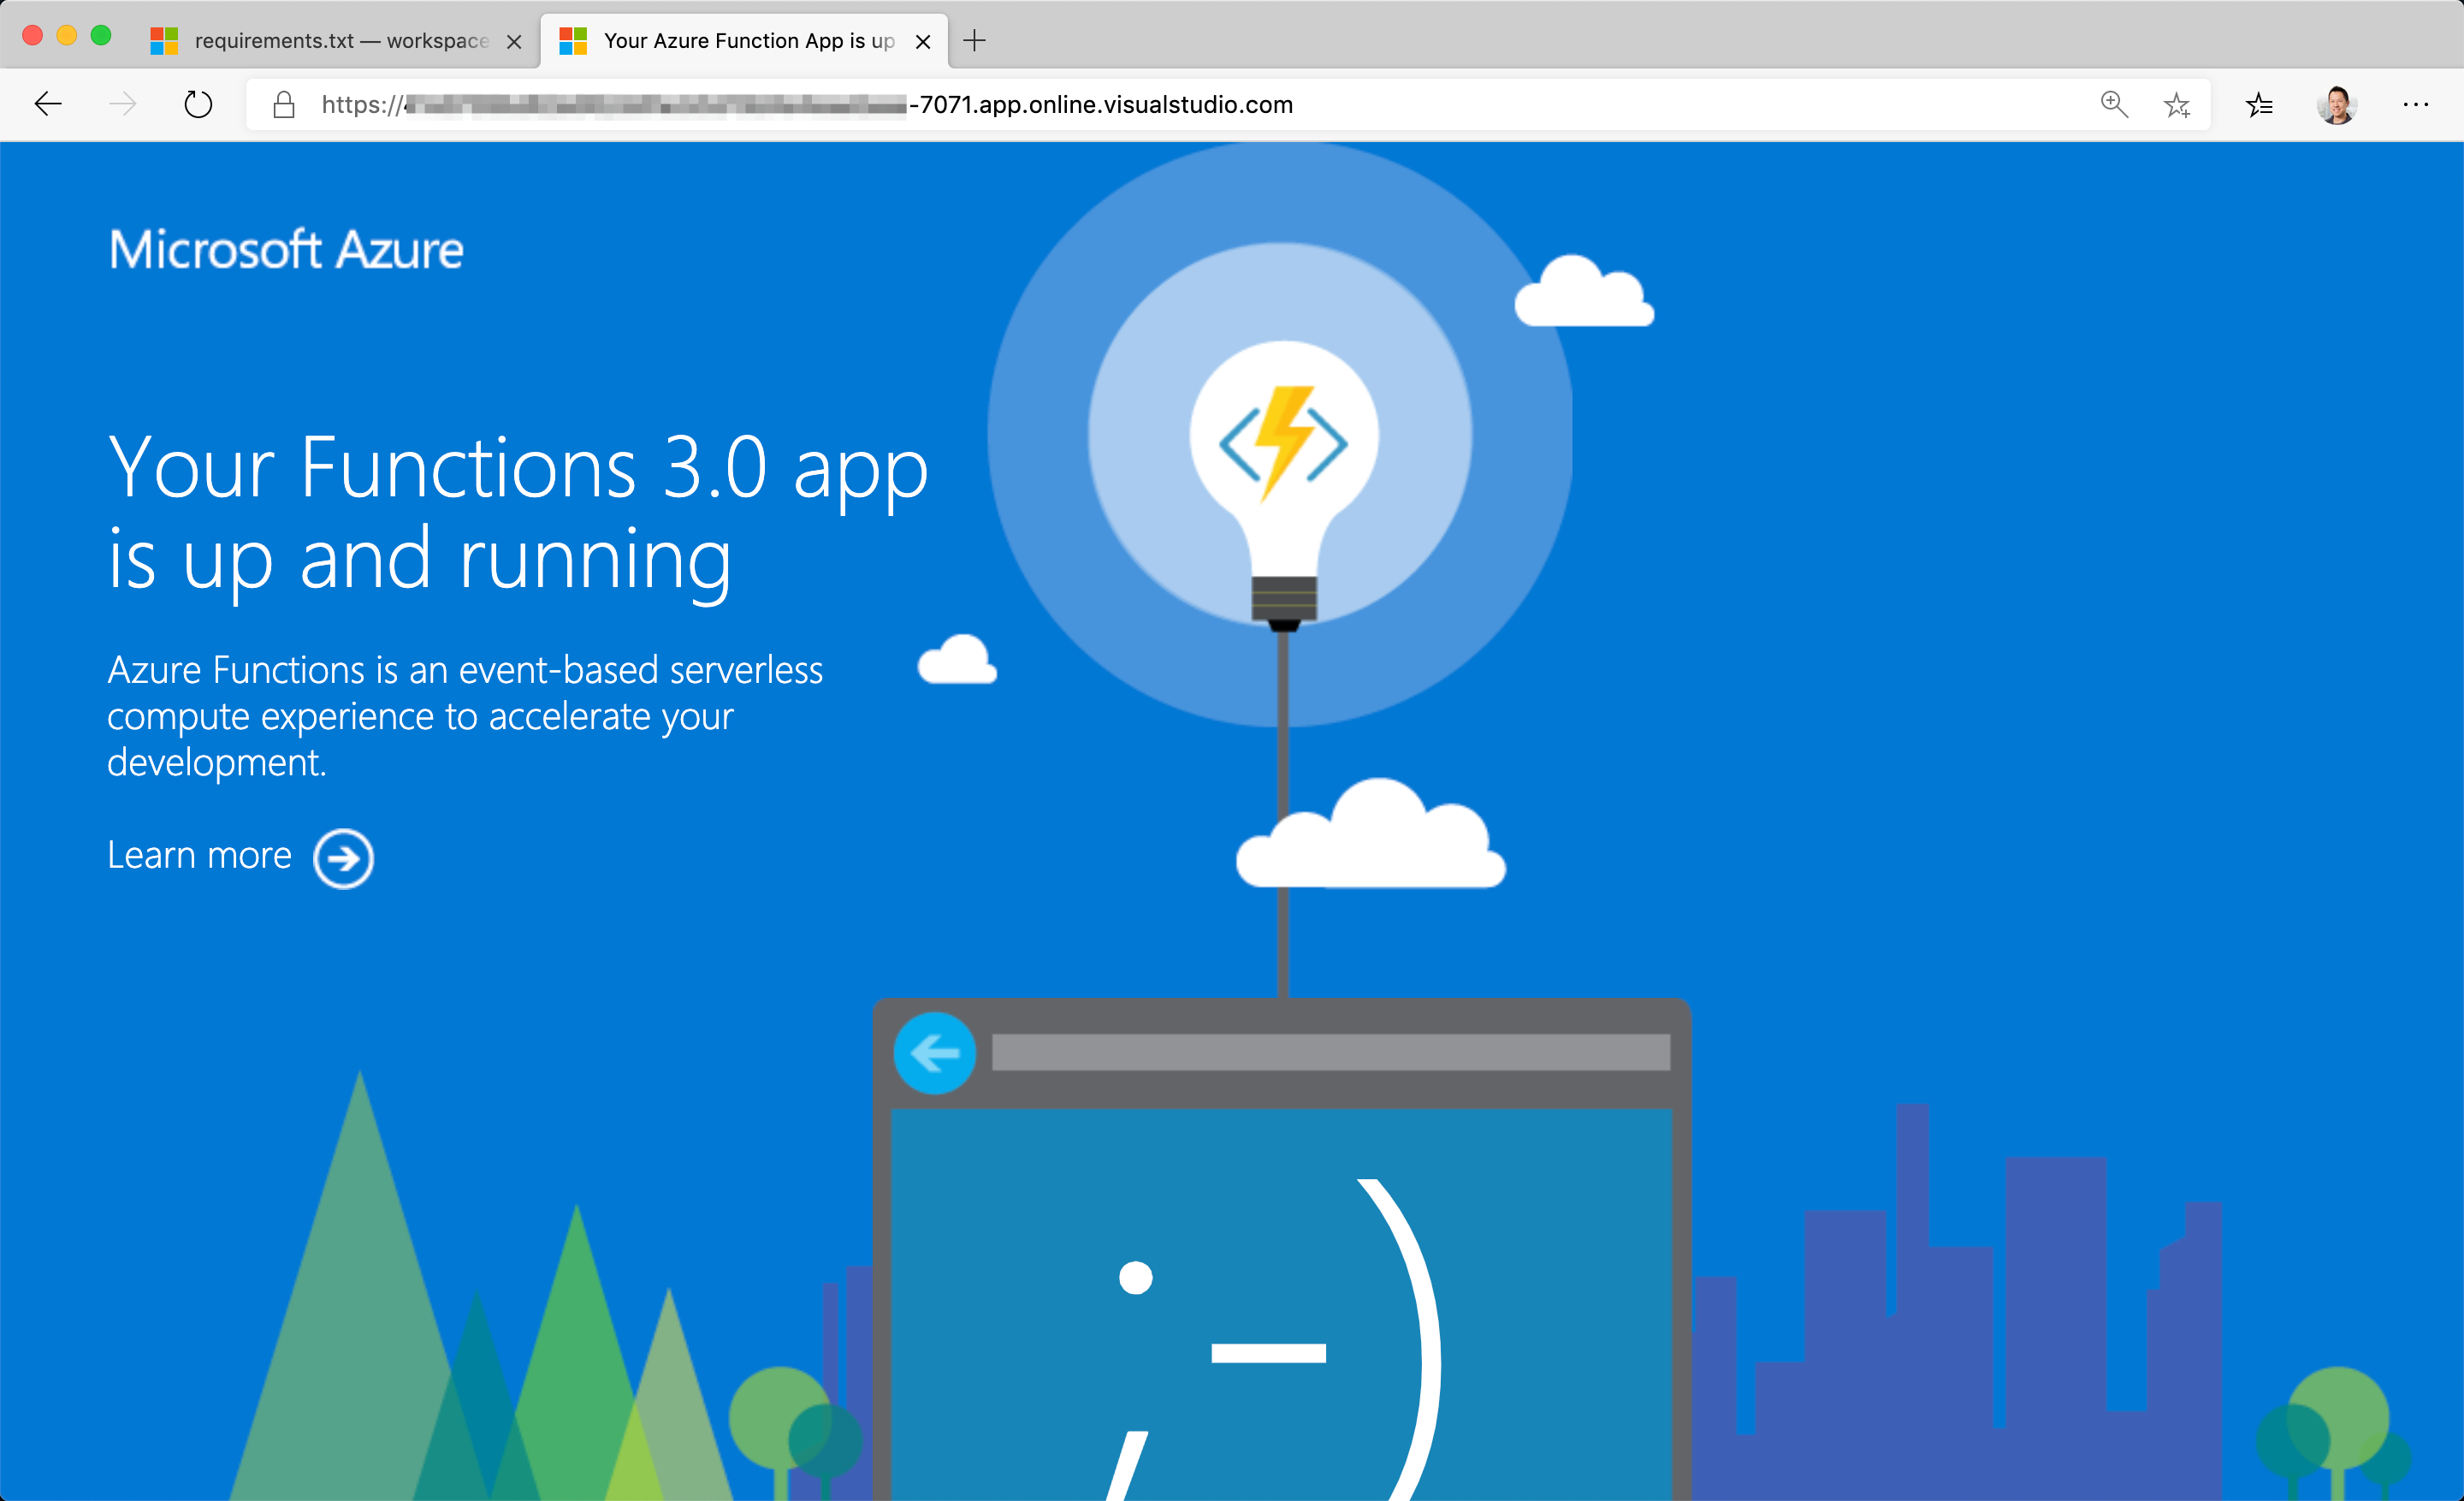 requirements.txt — workspace
Your Azure Function App is up
https://-7071.app.online.visualstudio.com
Microsoft Azure
Your Functions 3.0 app
is up and running
Azure Functions is an event-based serverless
compute experience to accelerate your
development.
Learn more
;-)